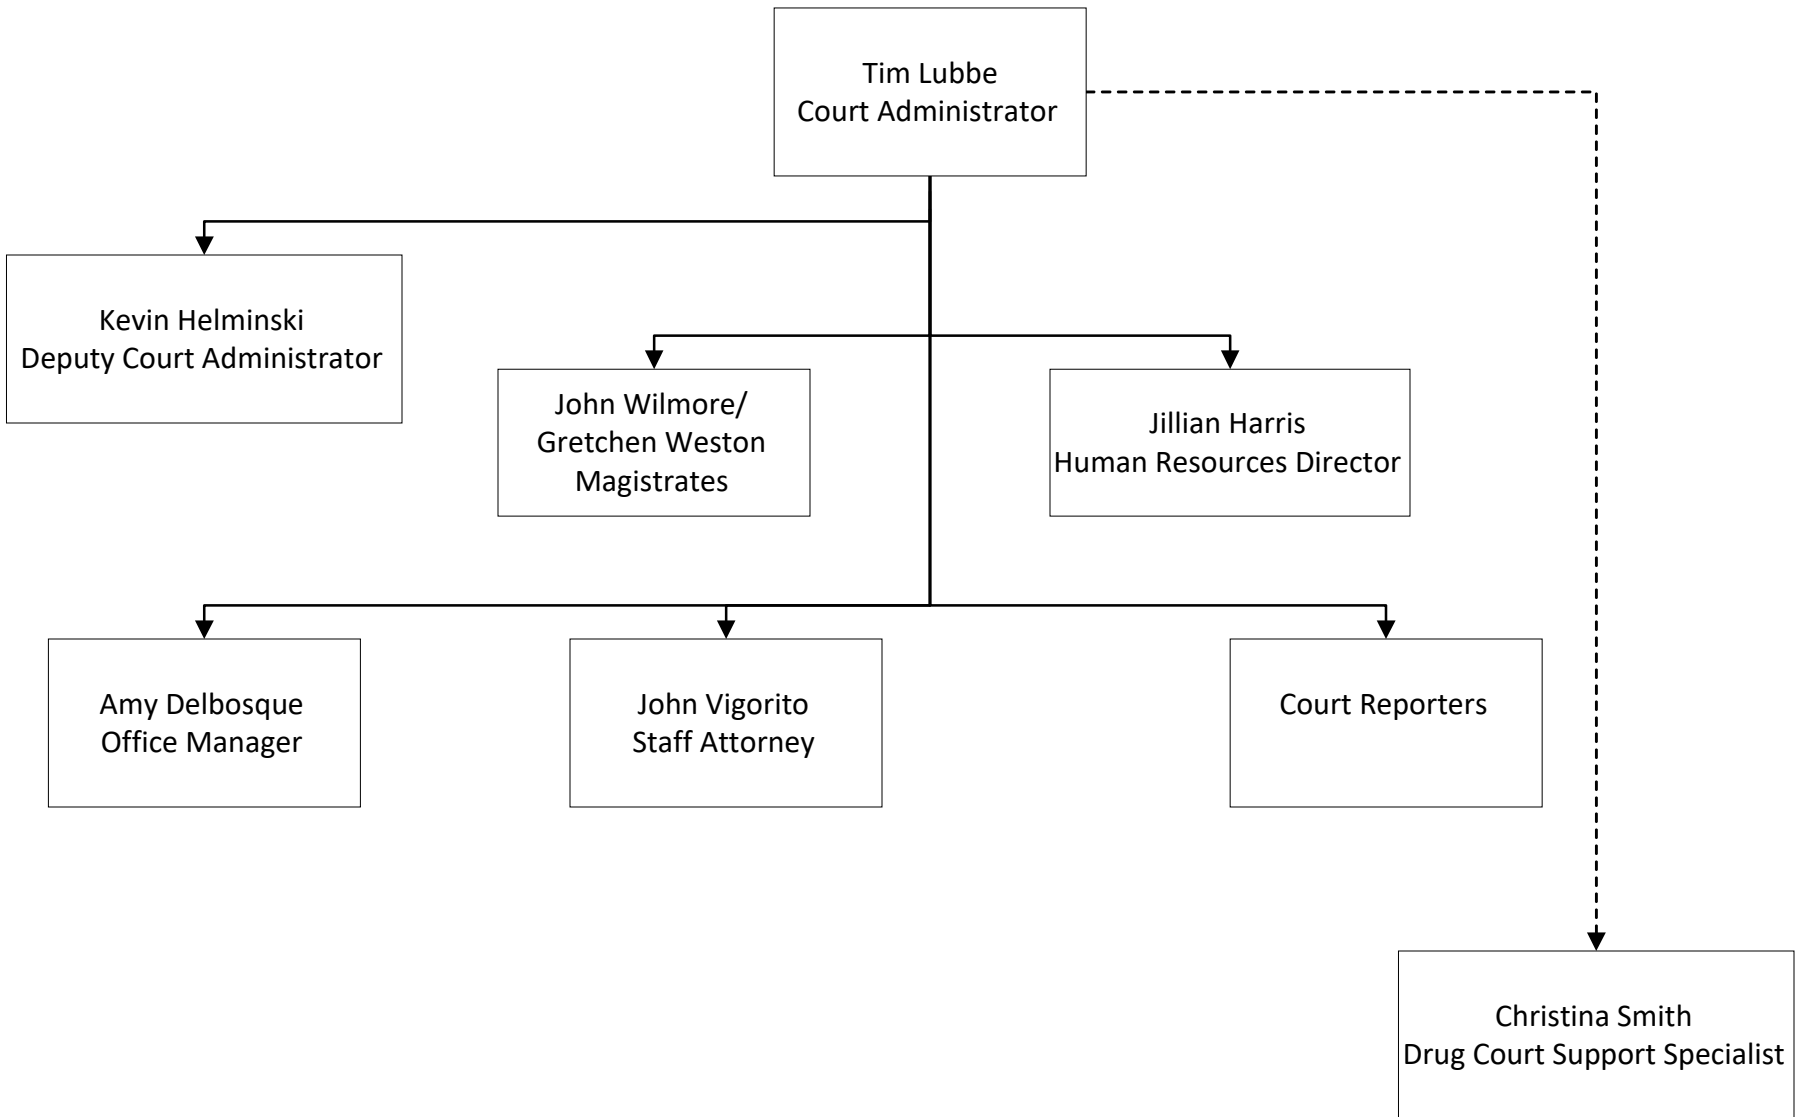 Tim Lubbe
Court Administrator
Kevin Helminski
Deputy Court Administrator
John Wilmore/
Gretchen Weston
Magistrates
Jillian Harris
Human Resources Director
Amy Delbosque
Office Manager
John Vigorito
Staff Attorney
Court Reporters
Christina Smith
Drug Court Support Specialist